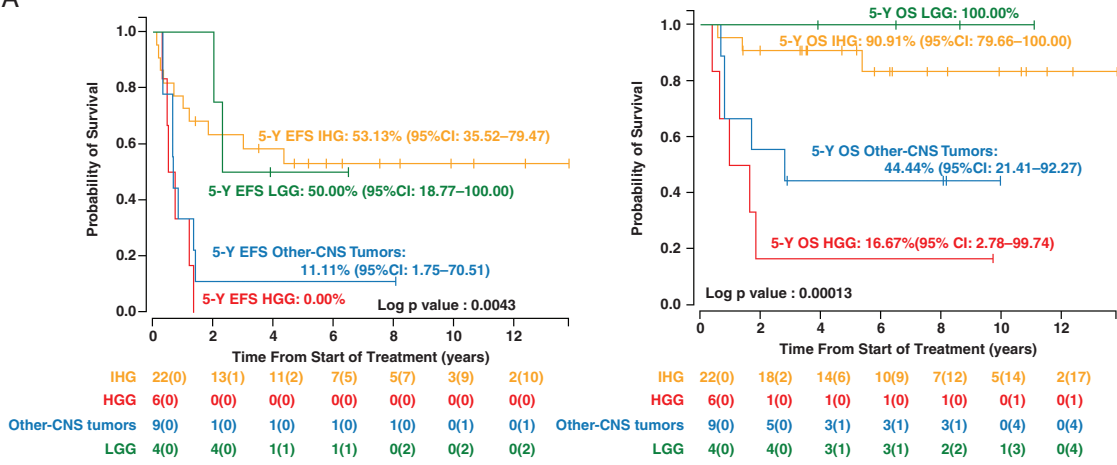 A
Probability of Survival
1.0
0.8
0.6
0.4
0.2
0.0
5-Y EFS IHG: 53.13% (95%CI: 35.52–79.47)
5-Y EFS LGG: 50.00% (95%CI: 18.77–100.00)
5-Y EFS Other-CNS Tumors:
11.11% (95%CI: 1.75–70.51)
5-Y EFS HGG: 0.00%
Log p value : 0.0043
0 2 4 6 8 10 12
Time From Start of Treatment (years)
IHG 22(0) 13(1) 11(2) 7(5) 5(7) 3(9) 2(10)
HGG 6(0) 0(0) 0(0) 0(0) 0(0) 0(0) 0(0)
Other-CNS tumors 9(0) 1(0) 1(0) 1(0) 1(0) 0(1) 0(1)
LGG 4(0) 4(0) 1(1) 1(1) 0(2) 0(2) 0(2)
Probability of Survival
1.0
0.8
0.6
0.4
0.2
0.0
5-Y OS LGG: 100.00%
5-Y OS IHG: 90.91% (95%CI: 79.66–100.00)
5-Y OS Other-CNS Tumors:
44.44% (95%CI: 21.41–92.27)
5-Y OS HGG: 16.67%(95% CI: 2.78–99.74)
Log p value : 0.00013
0 2 4 6 8 10 12
Time From Start of Treatment (years)
IHG 22(0) 18(2) 14(6) 10(9) 7(12) 5(14) 2(17)
HGG 6(0) 1(0) 1(0) 1(0) 1(0) 0(1) 0(1)
Other-CNS tumors 9(0) 5(0) 3(1) 3(1) 3(1) 0(4) 0(4)
LGG 4(0) 4(0) 3(1) 3(1) 2(2) 1(3) 0(4)